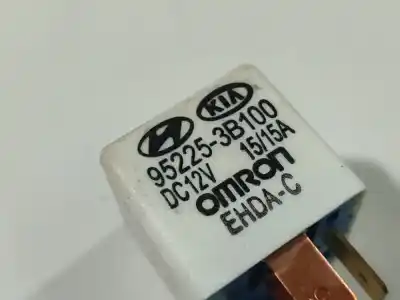 KIA
95225-3B100
DC12V 15/15A
OMRON
EHDA-C